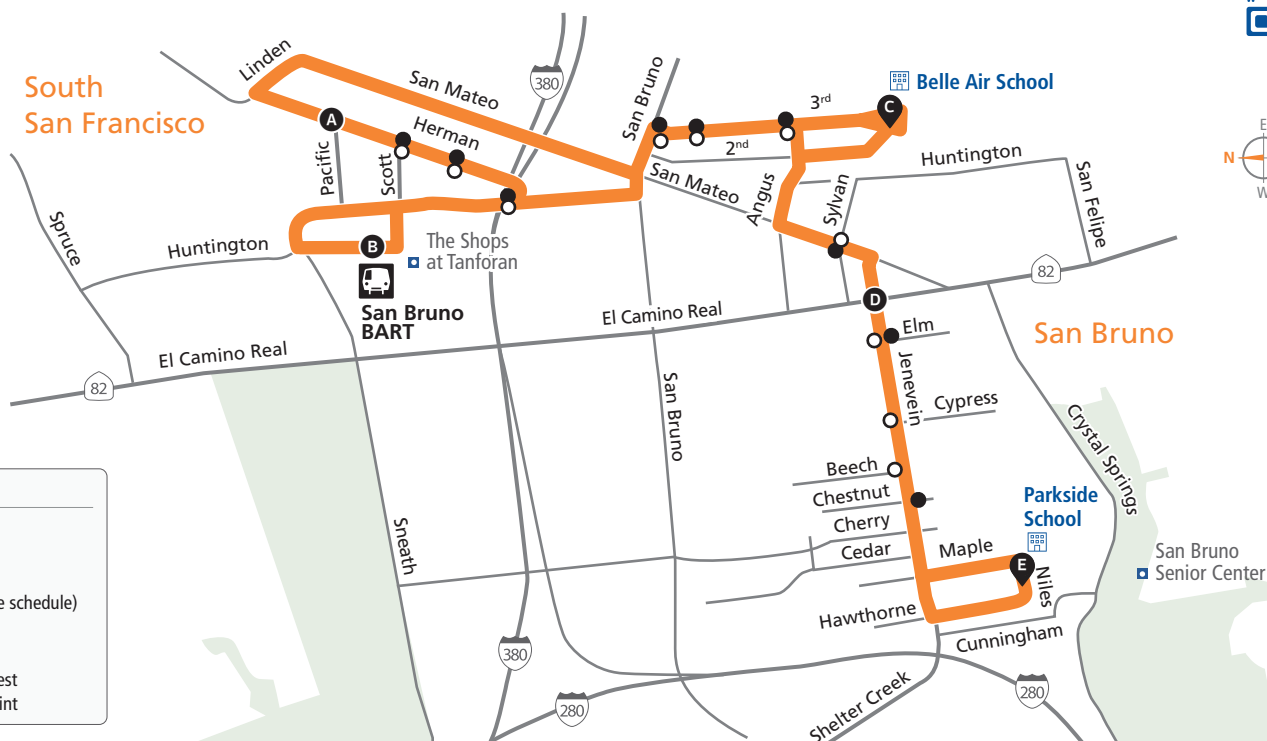 South
San Francisco
Linden
San Mateo
380
San Bruno
3rd
C
Belle Air School
A
Herman
2nd
Huntington
E
N
W
Pacific
Scott
San Mateo
Angus
Sylvan
San Felipe
Spruce
Huntington
B
The Shops
at Tanforan
San Bruno
BART
82
El Camino Real
D
El Camino Real
82
Elm
San Bruno
Jenevein
Cypress
San Bruno
Crystal Springs
Beech
Chestnut
Cherry
Cedar
Parkside
School
Maple
E
Niles
San Bruno
Senior Center
Sneath
Hawthorne
Cunningham
schedule)
380
280
Shelter Creek
280